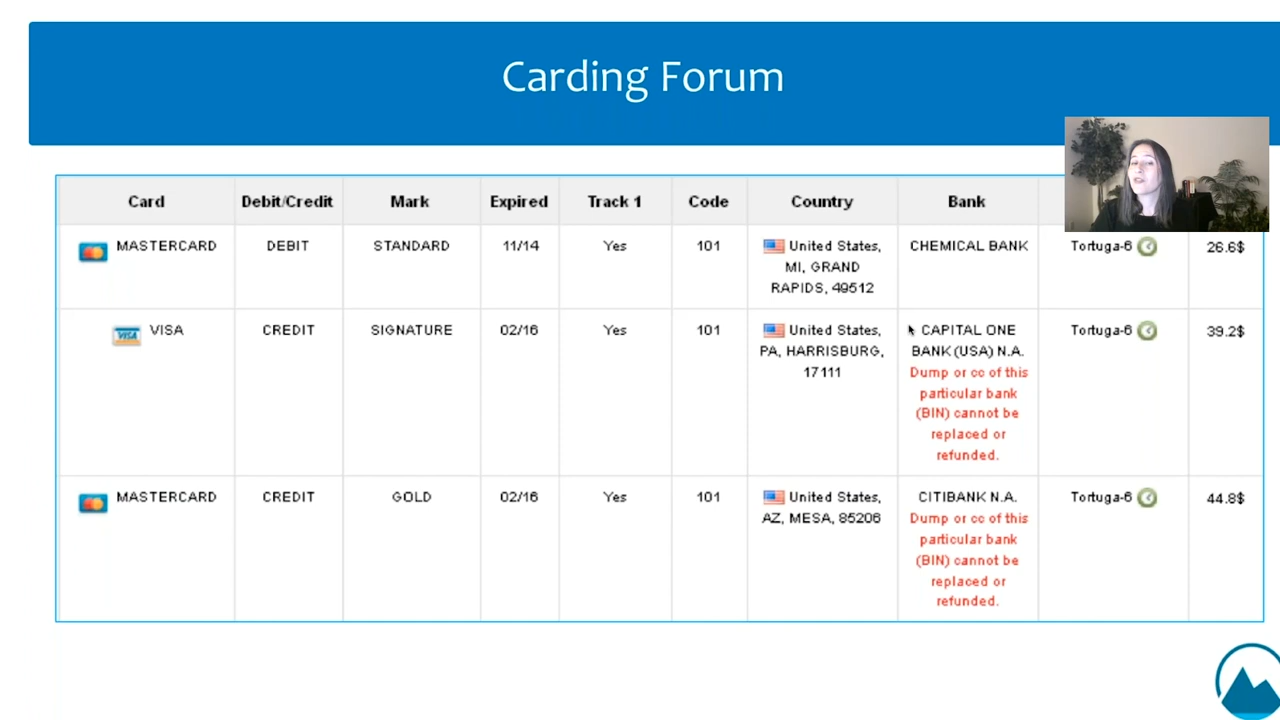 Carding Forum
Card Debit/Credit Mark Expired Track 1 Code Country Bank
MASTERCARD DEBIT STANDARD 11/14 Yes 101 United States, CHEMICAL BANK Tortuga-6 26.6$
MI, GRAND
RAPIDS, 49512
VISA VISA CREDIT SIGNATURE 02/16 Yes 101 United States, CAPITAL ONE Tortuga-6 39.2$
PA, HARRISBURG, BANK (USA) N.A.
17111 Dump or cc of this
particular bank
(BIN) cannot be
replaced or
refunded.
MASTERCARD CREDIT GOLD 02/16 Yes 101 United States, CITIBANK N.A. Tortuga-6 44.8$
AZ, MESA, 85206 Dump or cc of this
particular bank
(BIN) cannot be
replaced or
refunded.